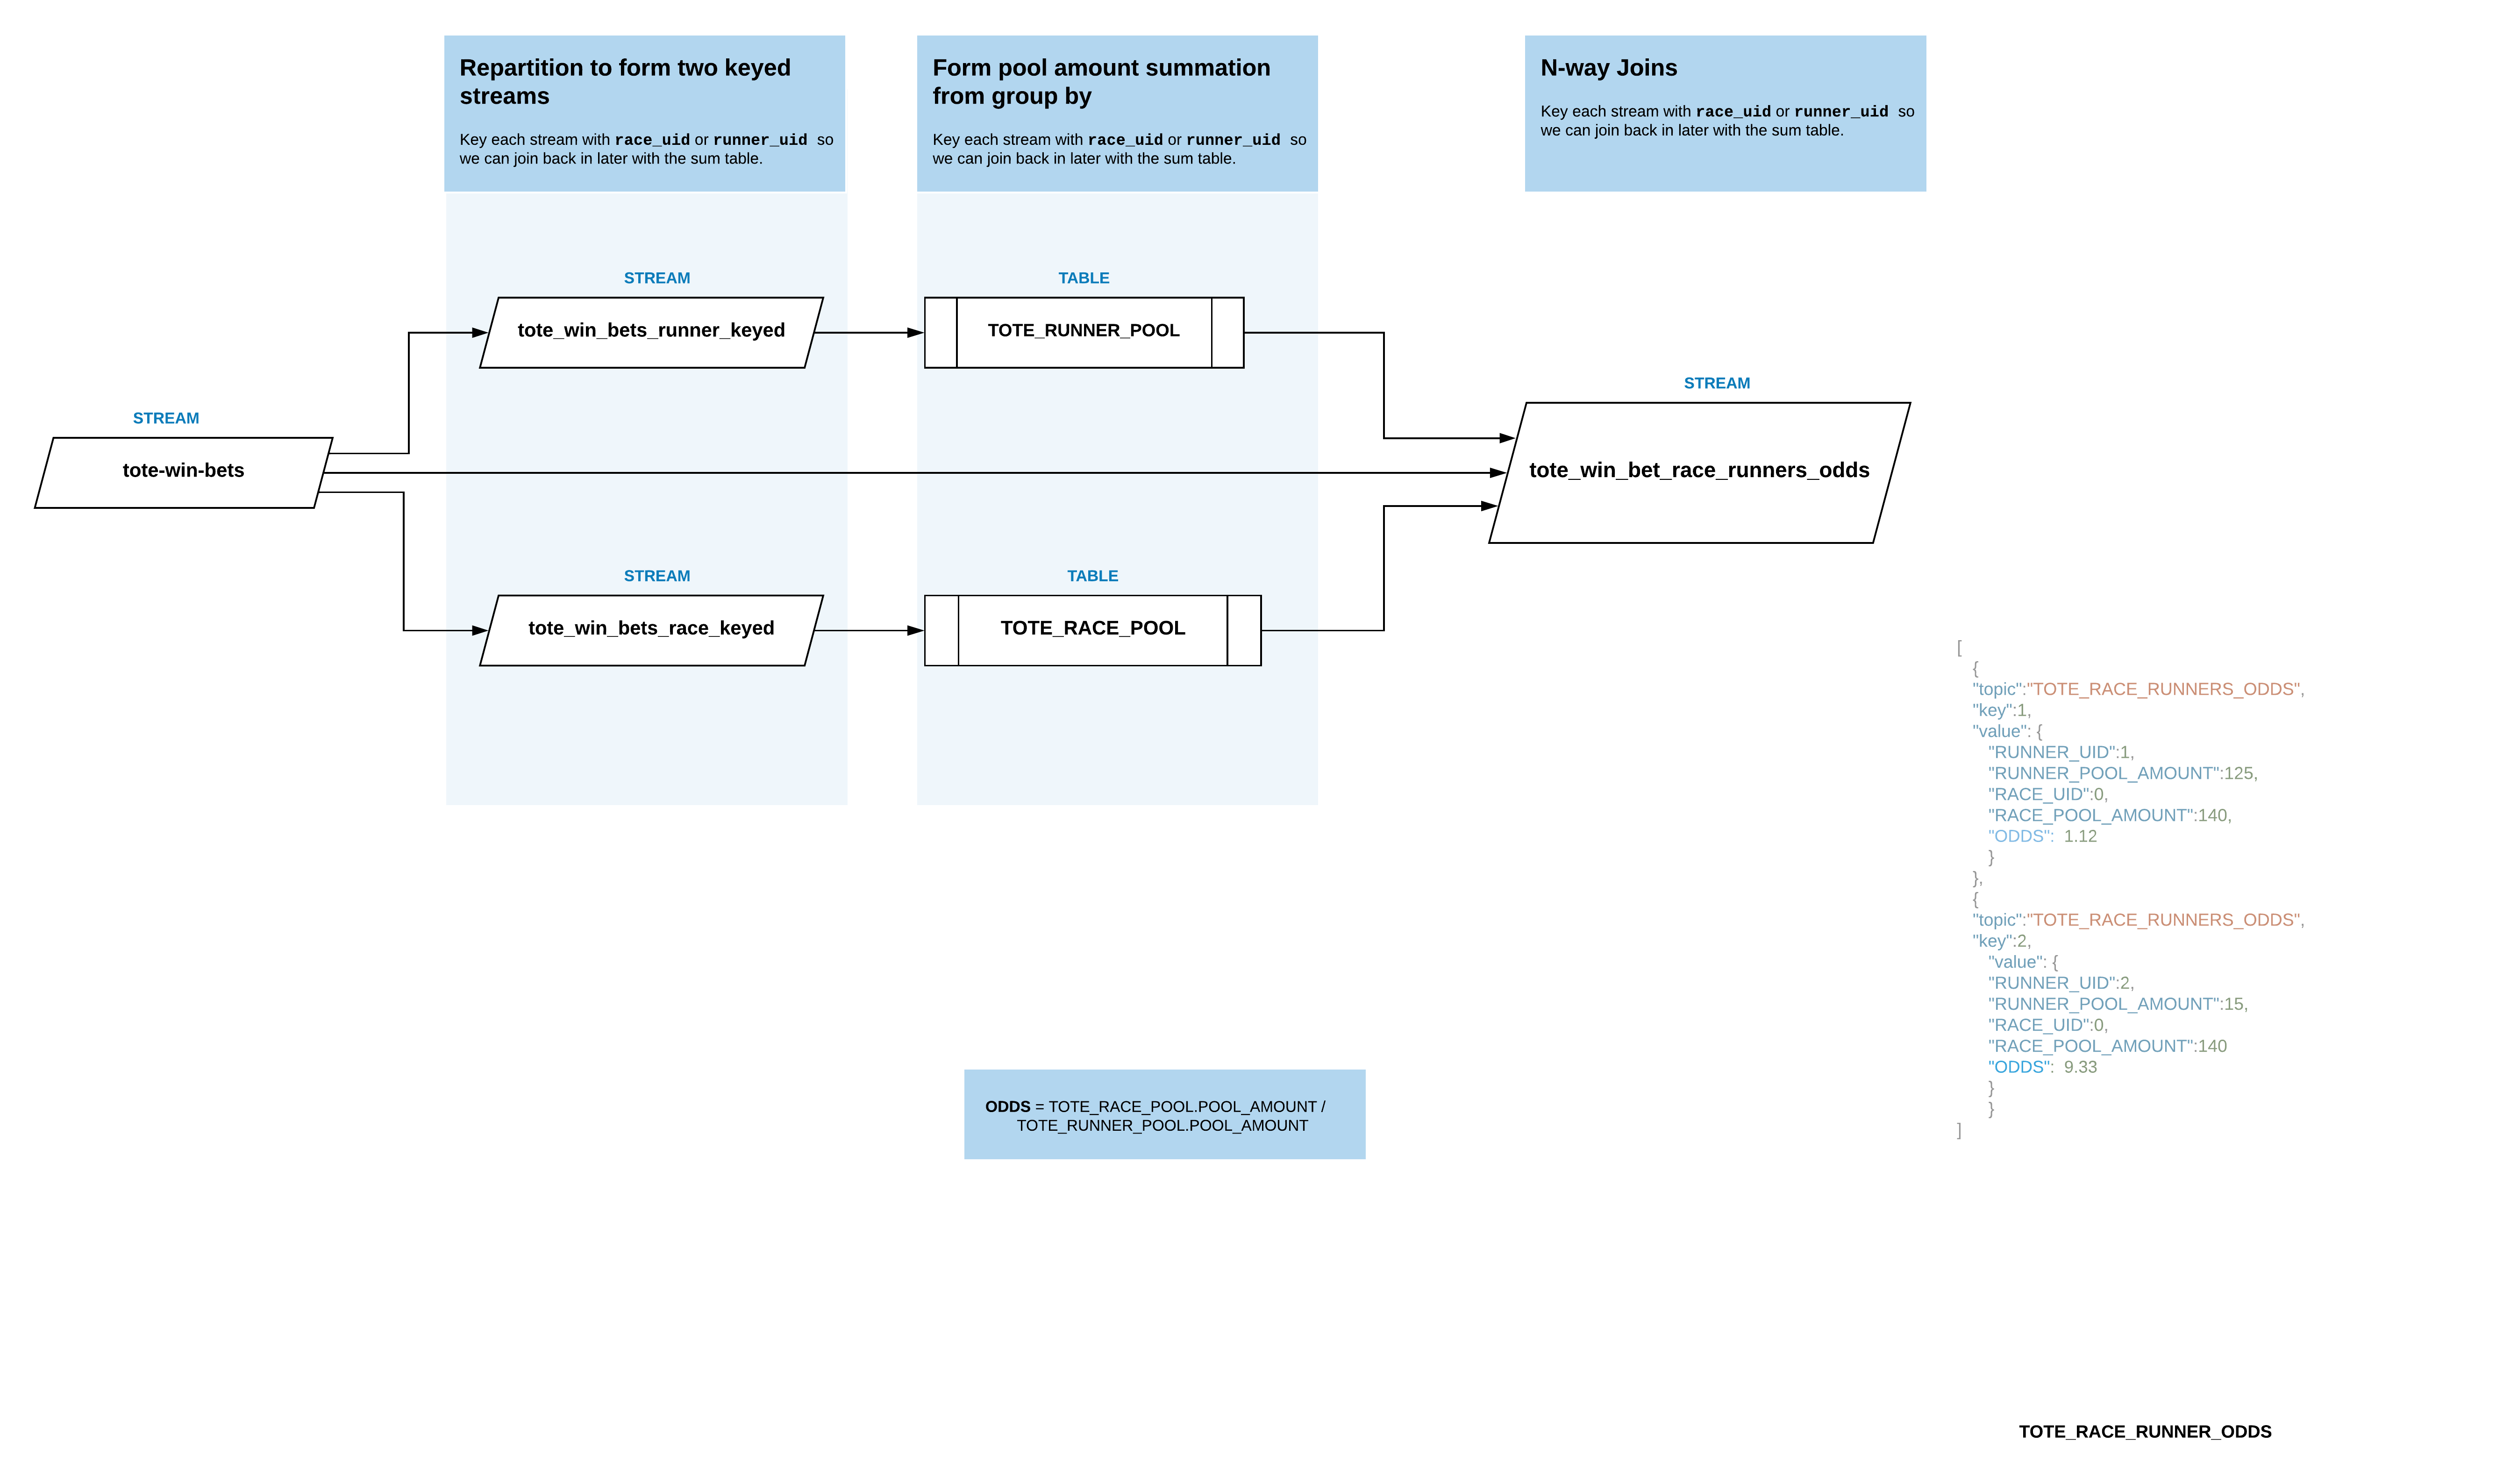 Repartition to form two keyed
streams
Key each stream with race_uid or runner_uid so
we can join back in later with the sum table.
Form pool amount summation
from group by
Key each stream with race_uid or runner_uid so
we can join back in later with the sum table.
N-way Joins
Key each stream with race_uid or runner_uid so
we can join back in later with the sum table.
STREAM
tote-win-bets
STREAM
tote_win_bets_runner_keyed
TABLE
TOTE_RUNNER_POOL
STREAM
tote_win_bets_race_keyed
TABLE
TOTE_RACE_POOL
STREAM
tote_win_bet_race_runners_odds
[
{
"topic":"TOTE_RACE_RUNNERS_ODDS",
"key":1,
"value": {
"RUNNER_UID":1,
"RUNNER_POOL_AMOUNT":125,
"RACE_UID":0,
"RACE_POOL_AMOUNT":140,
"ODDS": 1.12
}
},
{
"topic":"TOTE_RACE_RUNNERS_ODDS",
"key":2,
"value": {
"RUNNER_UID":2,
"RUNNER_POOL_AMOUNT":15,
"RACE_UID":0,
"RACE_POOL_AMOUNT":140
"ODDS": 9.33
}
}
]
ODDS = TOTE_RACE_POOL.POOL_AMOUNT /
TOTE_RUNNER_POOL.POOL_AMOUNT
TOTE_RACE_RUNNER_ODDS